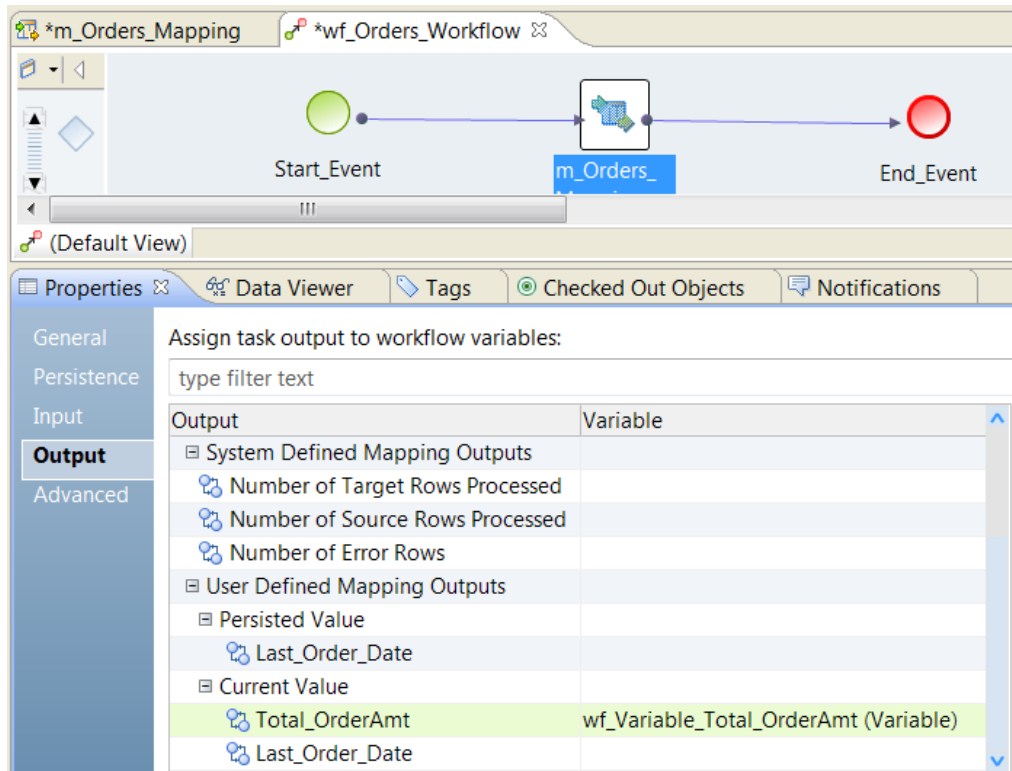 *m_Orders_Mapping
*wf_Orders_Workflow
Start_Event
m_Orders_
End_Event
(Default View)
Properties
Data Viewer
Tags
Checked Out Objects
Notifications
General
Persistence
Input
Output
Advanced
Assign task output to workflow variables:
type filter text
Output Variable
System Defined Mapping Outputs
Number of Target Rows Processed
Number of Source Rows Processed
Number of Error Rows
User Defined Mapping Outputs
Persisted Value
Last_Order_Date
Current Value
Total_OrderAmt wf_Variable_Total_OrderAmt (Variable)
Last_Order_Date